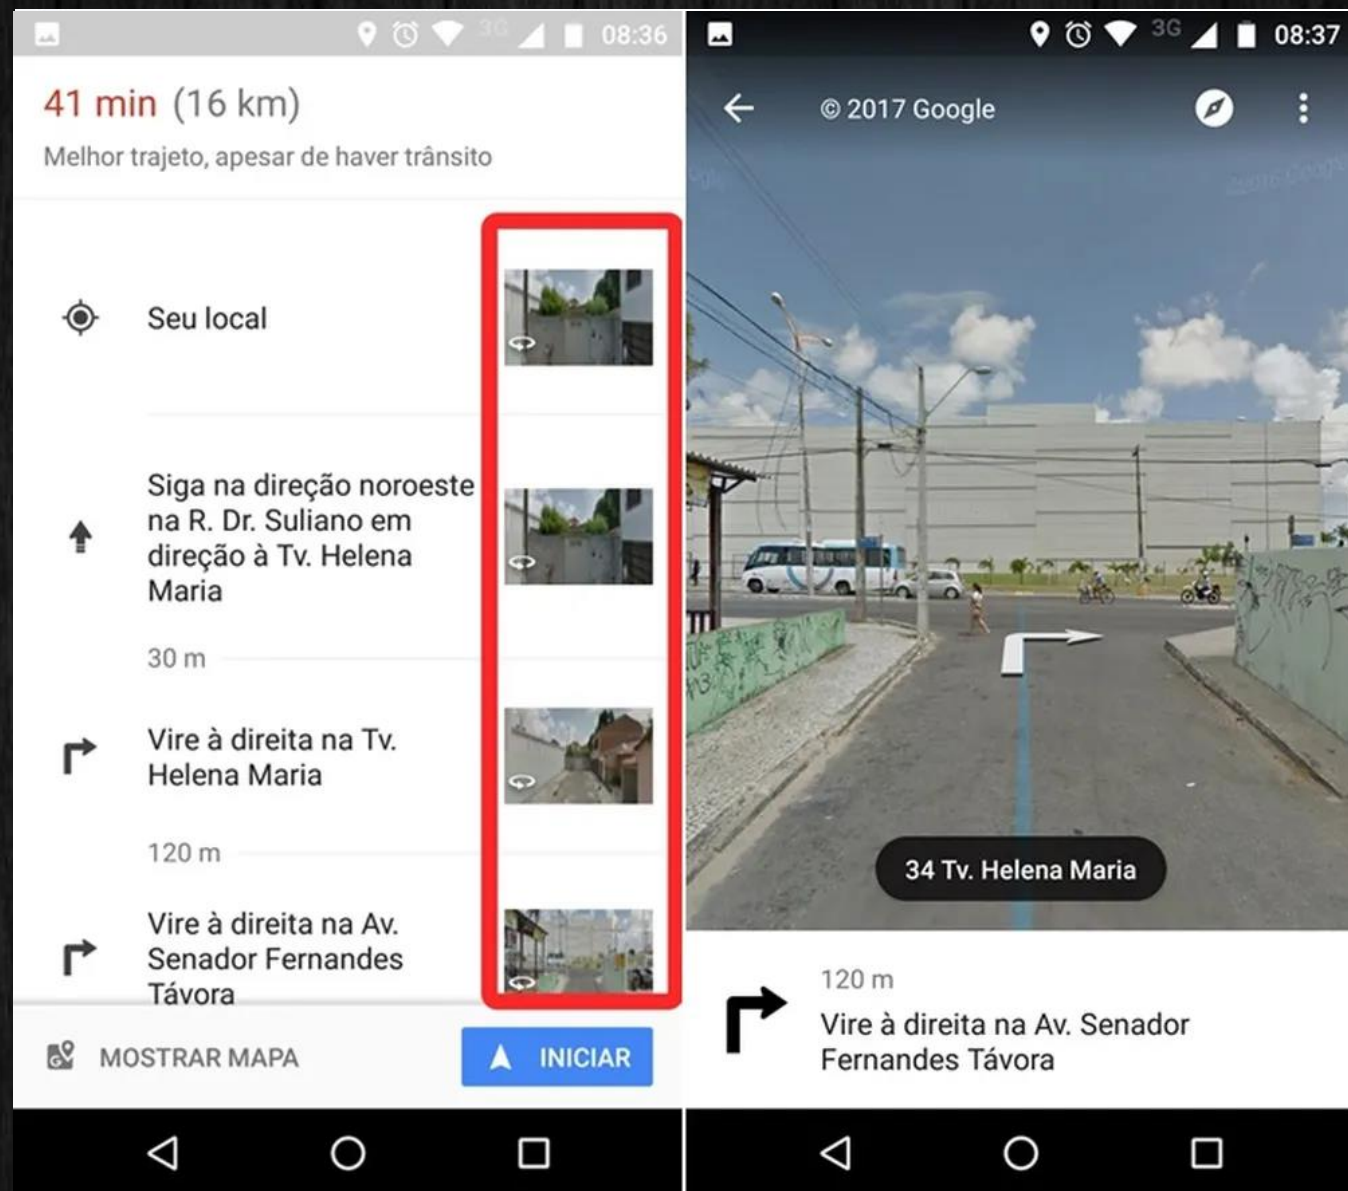 3G 08:36
41 min (16 km)
Melhor trajeto, apesar de haver trânsito
Seu local
Siga na direção noroeste
na R. Dr. Suliano em
direção à Tv. Helena
Maria
30 m
Vire à direita na Tv.
Helena Maria
120 m
Vire à direita na Av.
Senador Fernandes
Távora
MOSTRAR MAPA
INICIAR
3G 08:37
© 2017 Google
34 Tv. Helena Maria
120 m
Vire à direita na Av. Senador
Fernandes Távora